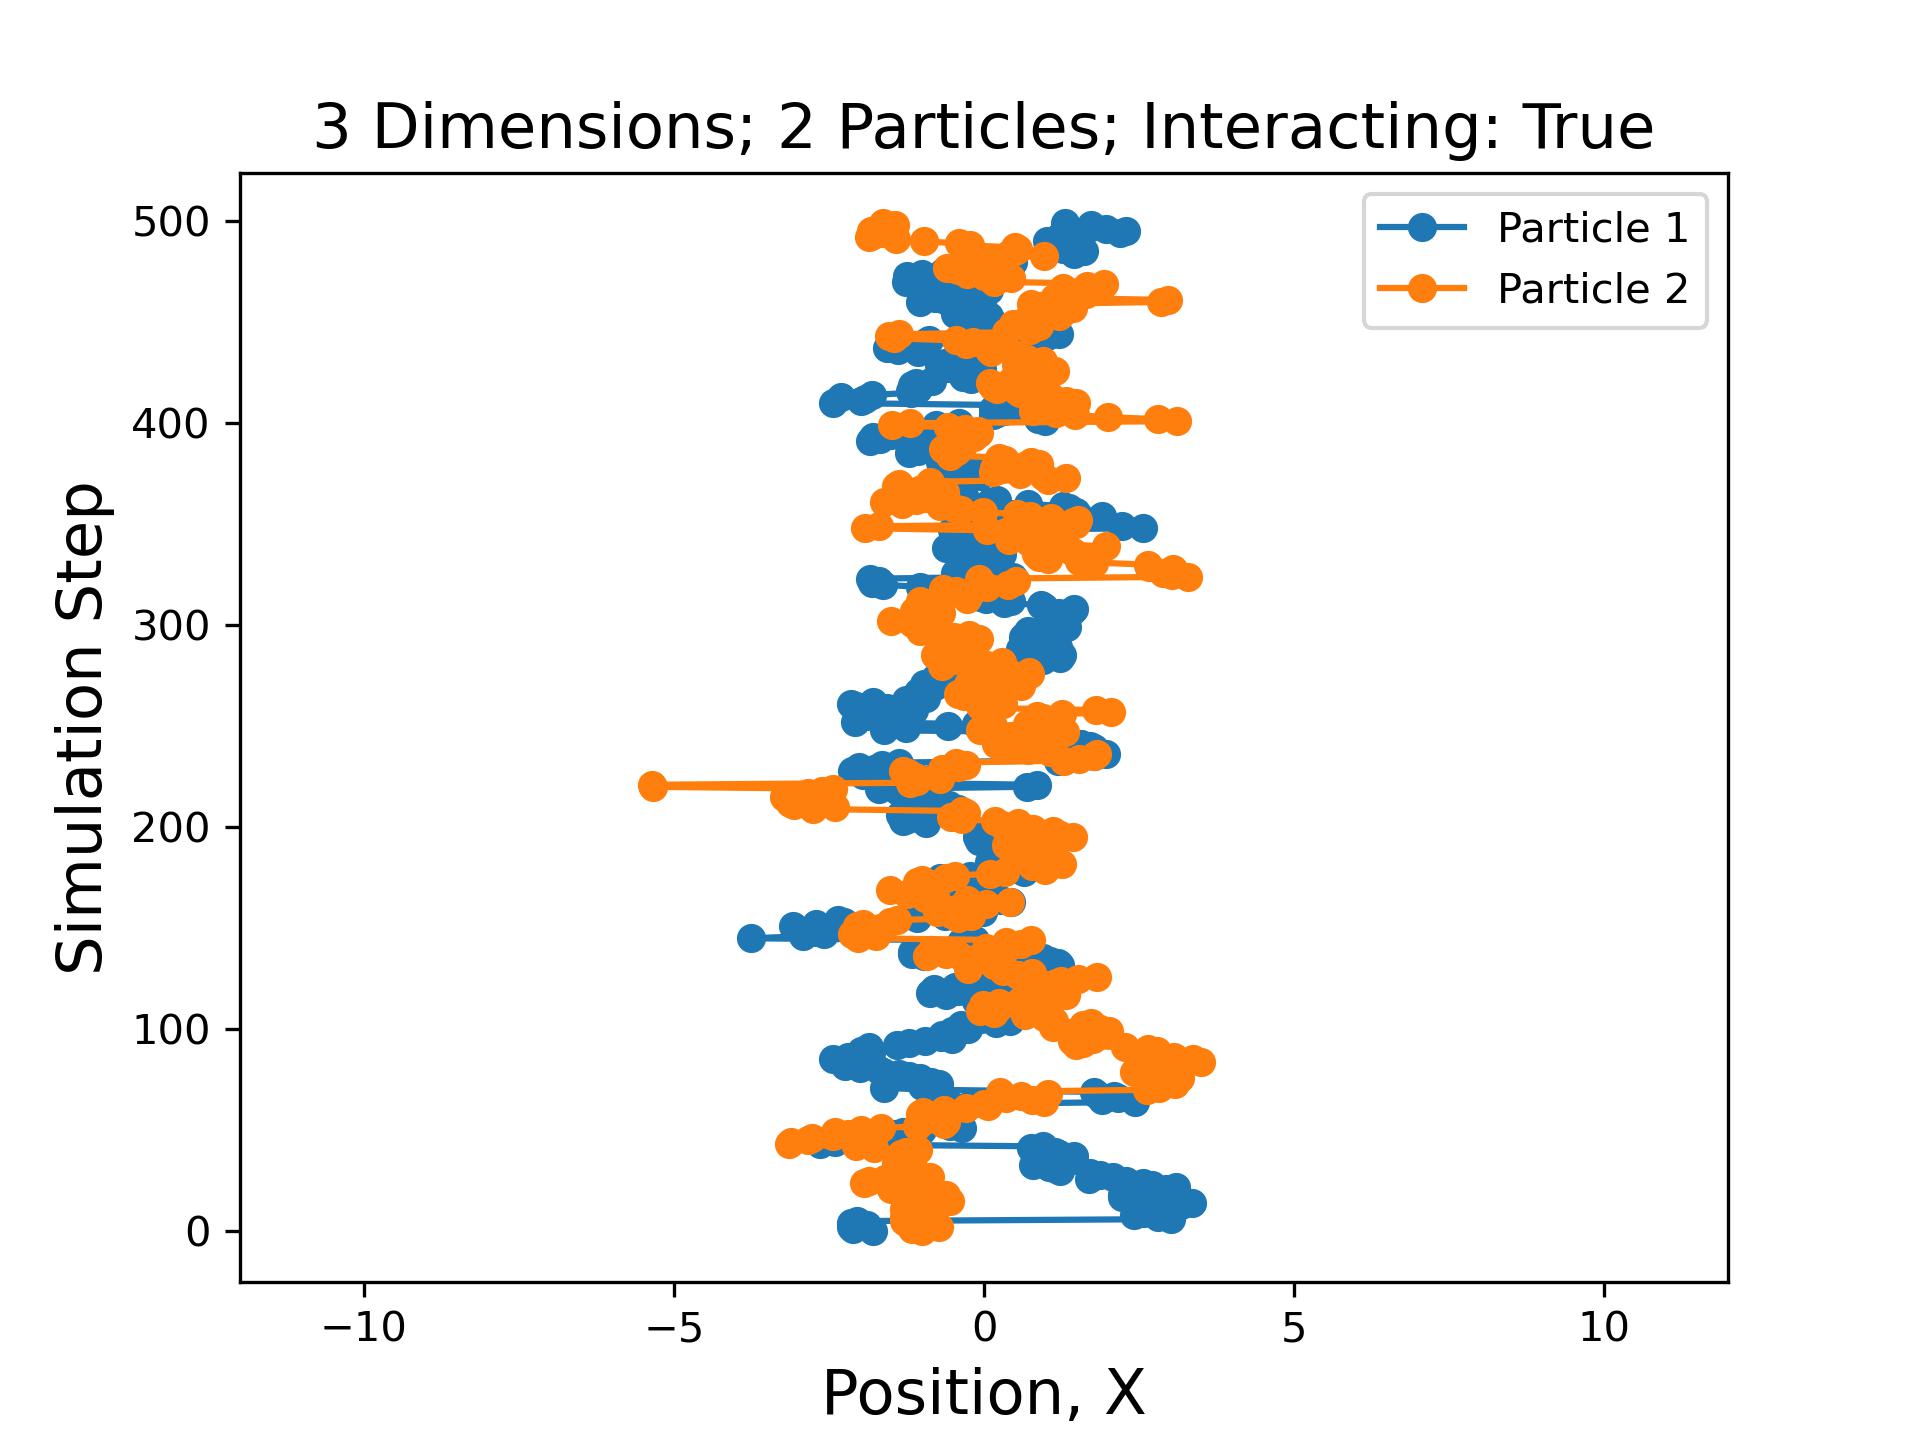 3 Dimensions; 2 Particles; Interacting: True
Particle 1
Particle 2
500
400
300
200
100
0
Simulation Step
−10
−5
0
5
10
Position, X